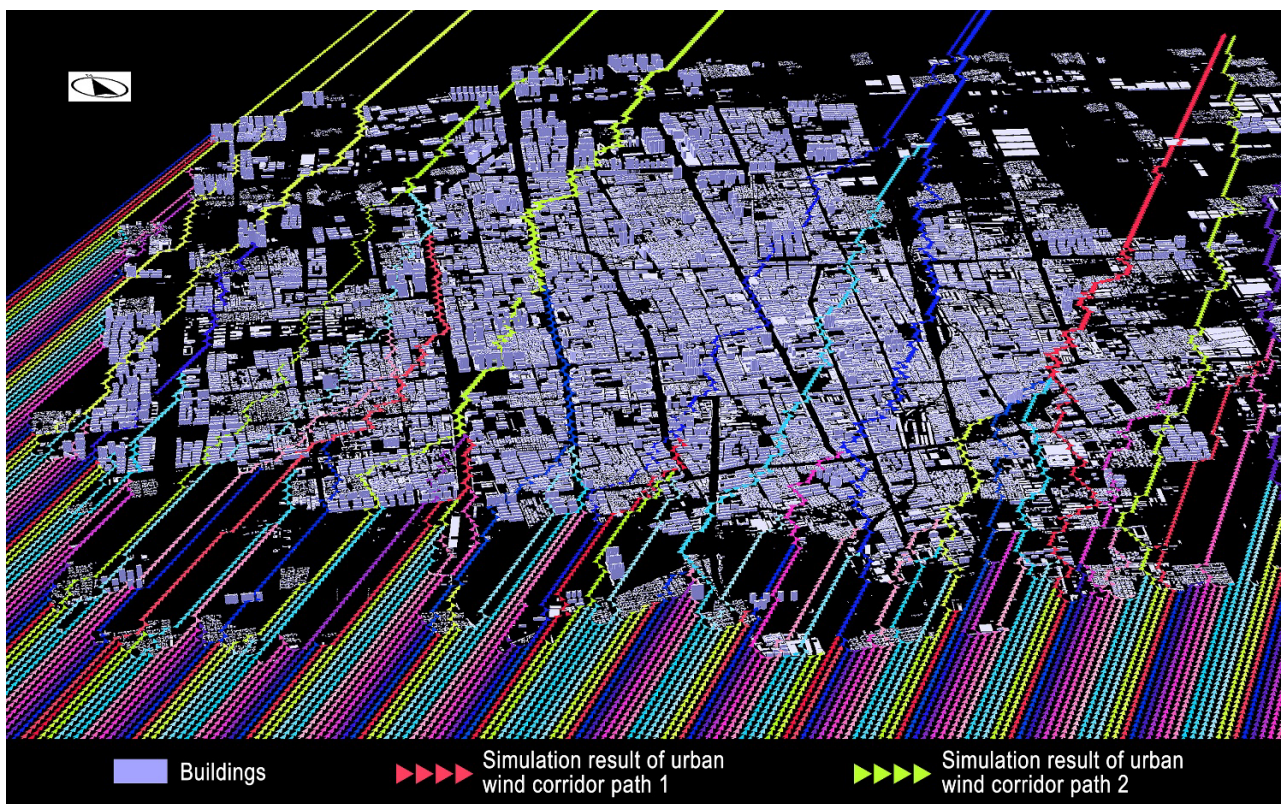 Buildings
Simulation result of urban
wind corridor path 1
Simulation result of urban
wind corridor path 2